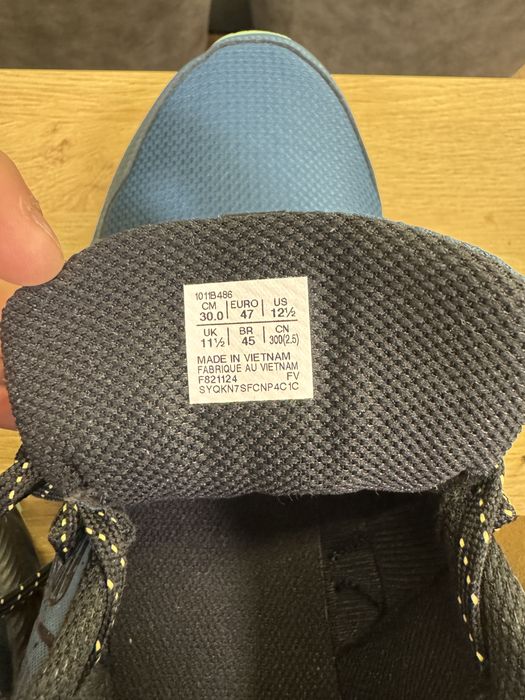 1011B486
CM EURO US
30.0 47 12½
UK BR CN
11½ 45 300(2.5)
MADE IN VIETNAM
FABRIQUE AU VIETNAM
F821124 FV
SYQKN7SFCNP4C1C